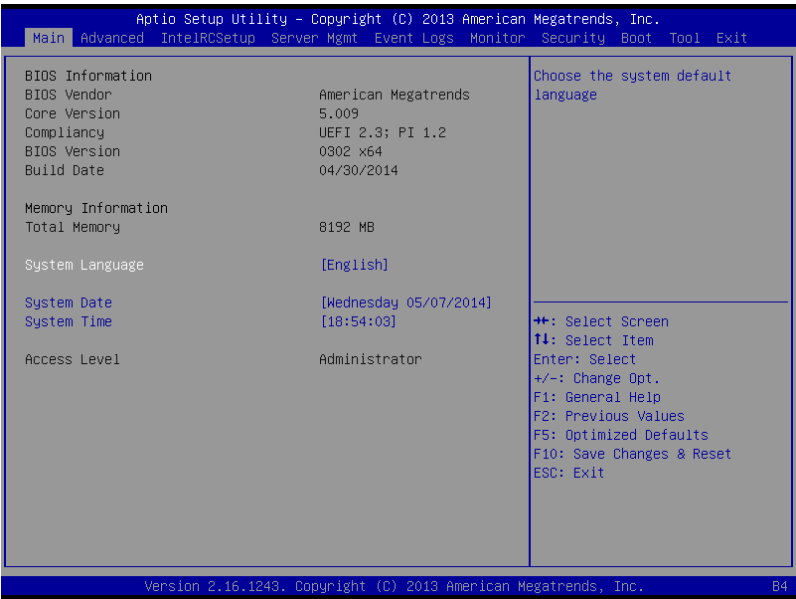 Aptio Setup Utility – Copyright (C) 2013 American Megatrends, Inc.
Main Advanced IntelRCSetup Server Mgmt Event Logs Monitor Security Boot Tool Exit
BIOS Information
BIOS Vendor American Megatrends
Core Version 5.009
Compliancy UEFI 2.3; PI 1.2
BIOS Version 0302 x64
Build Date 04/30/2014
Memory Information
Total Memory 8192 MB
System Language [English]
System Date [Wednesday 05/07/2014]
System Time [18:54:03]
Access Level Administrator
Choose the system default
language
→←: Select Screen
↑↓: Select Item
Enter: Select
+/-: Change Opt.
F1: General Help
F2: Previous Values
F5: Optimized Defaults
F10: Save Changes & Reset
ESC: Exit
Version 2.16.1243. Copyright (C) 2013 American Megatrends, Inc.
B4